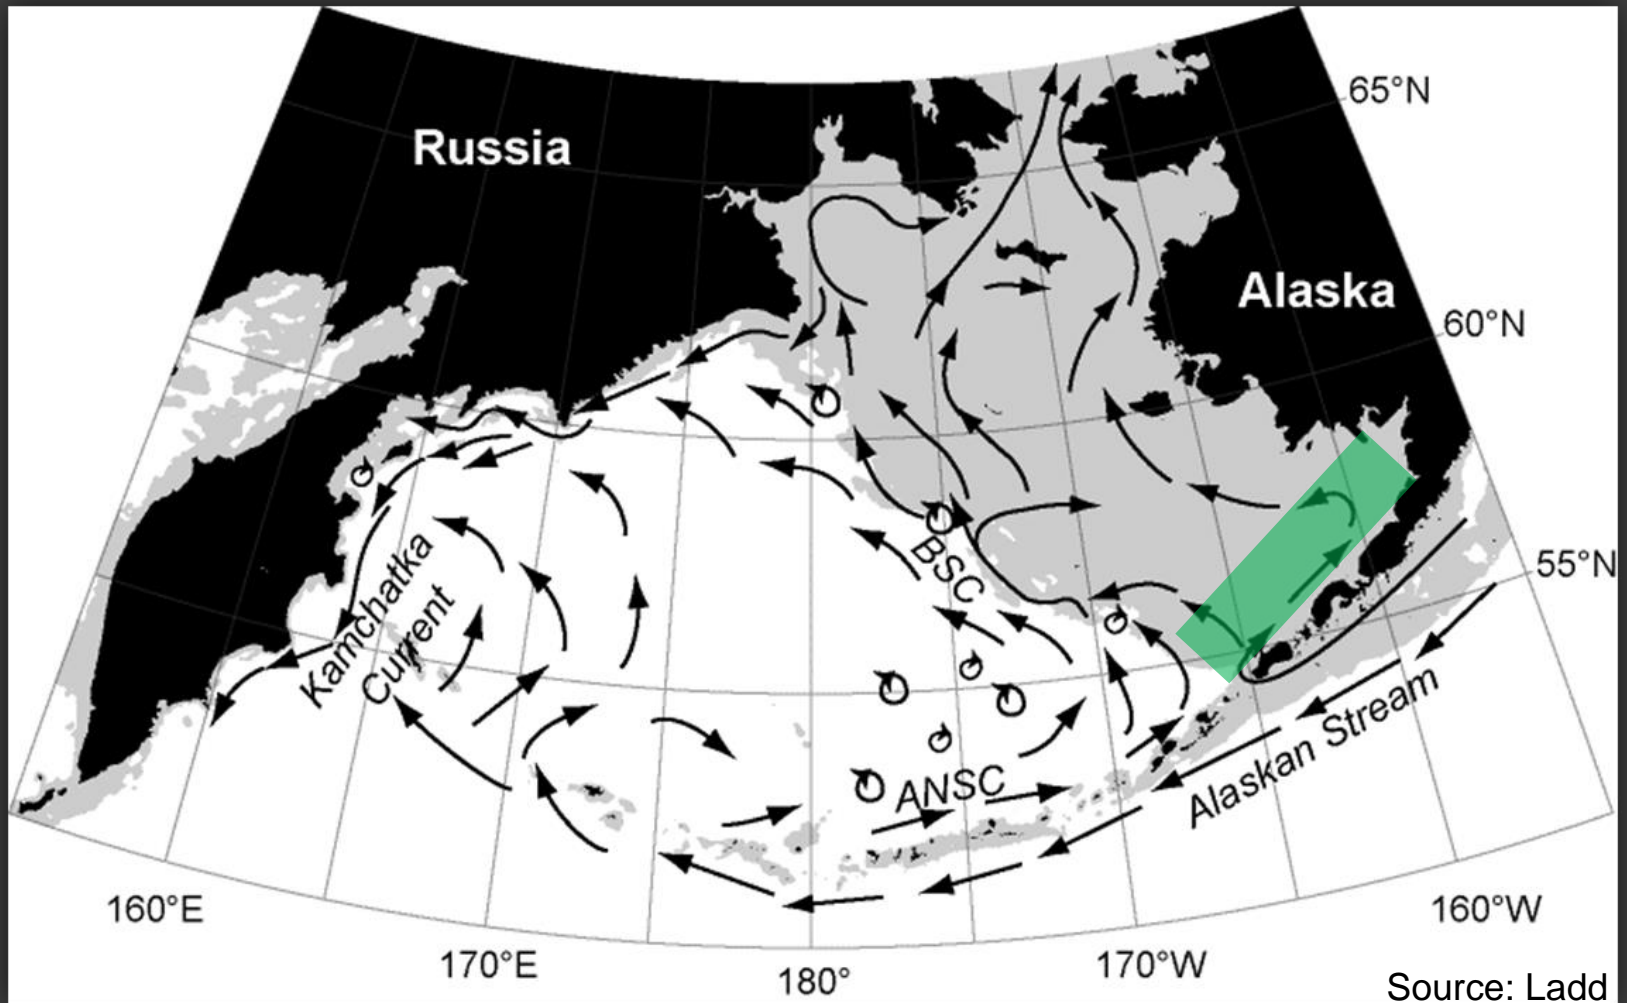 65°N
Russia
Alaska
60°N
55°N
BSC
Kamchatka
Current
ANSC
Alaskan Stream
160°E
160°W
170°E
170°W
180°
Source: Ladd